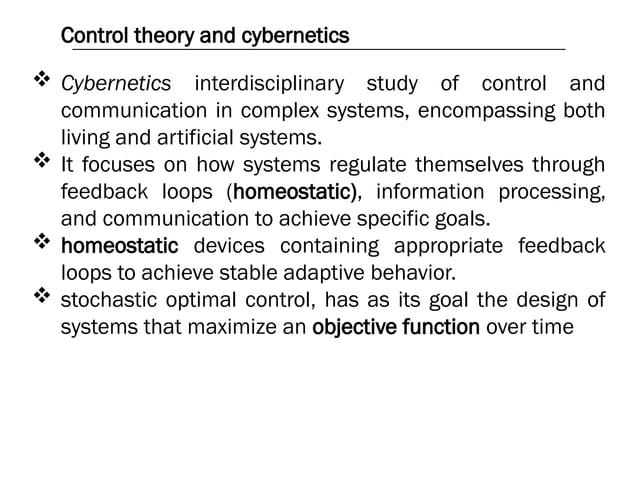 Control theory and cybernetics
❖ Cybernetics interdisciplinary study of control and
communication in complex systems, encompassing both
living and artificial systems.
❖ It focuses on how systems regulate themselves through
feedback loops (homeostatic), information processing,
and communication to achieve specific goals.
❖ homeostatic devices containing appropriate feedback
loops to achieve stable adaptive behavior.
❖ stochastic optimal control, has as its goal the design of
systems that maximize an objective function over time